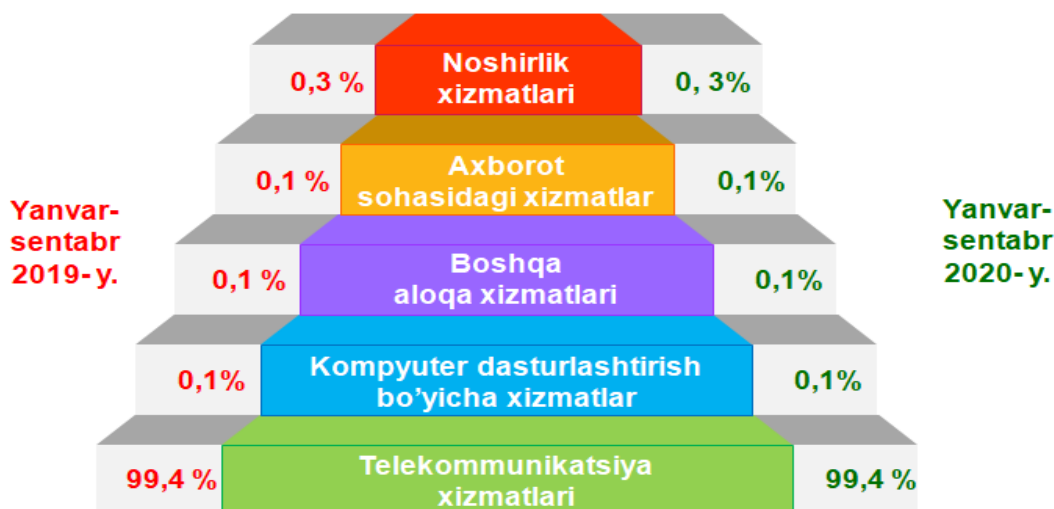 0,3 %
Noshirlik
xizmatlari
0, 3%
0,1 %
Axborot
sohasidagi xizmatlar
0,1%
Yanvar-
sentabr
2019- y.
0,1 %
Boshqa
aloqa xizmatlari
0,1%
Yanvar-
sentabr
2020- y.
0,1%
Kompyuter dasturlashtirish
bo’yicha xizmatlar
0,1%
99,4 %
Telekommunikatsiya
xizmatlari
99,4 %